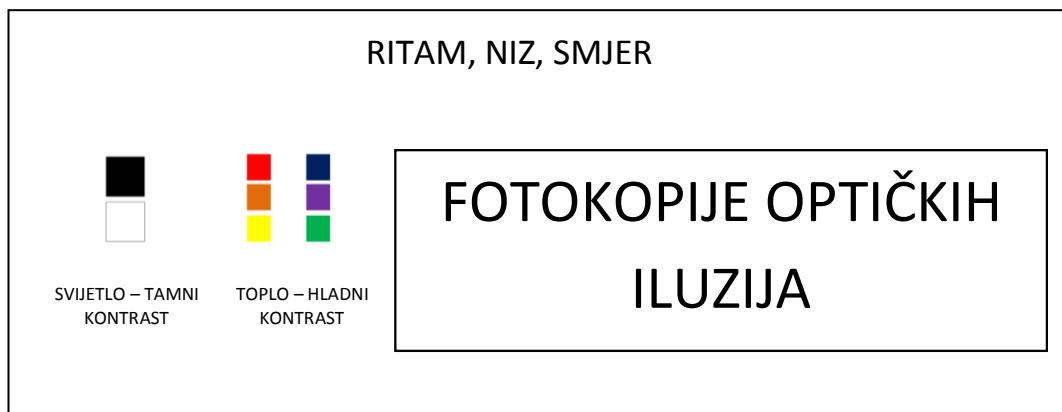 RITAM, NIZ, SMJER
SVIJETLO – TAMNI
KONTRAST
TOPLO – HLADNI
KONTRAST
FOTOKOPIJE OPTIČKIH
ILUZIJA